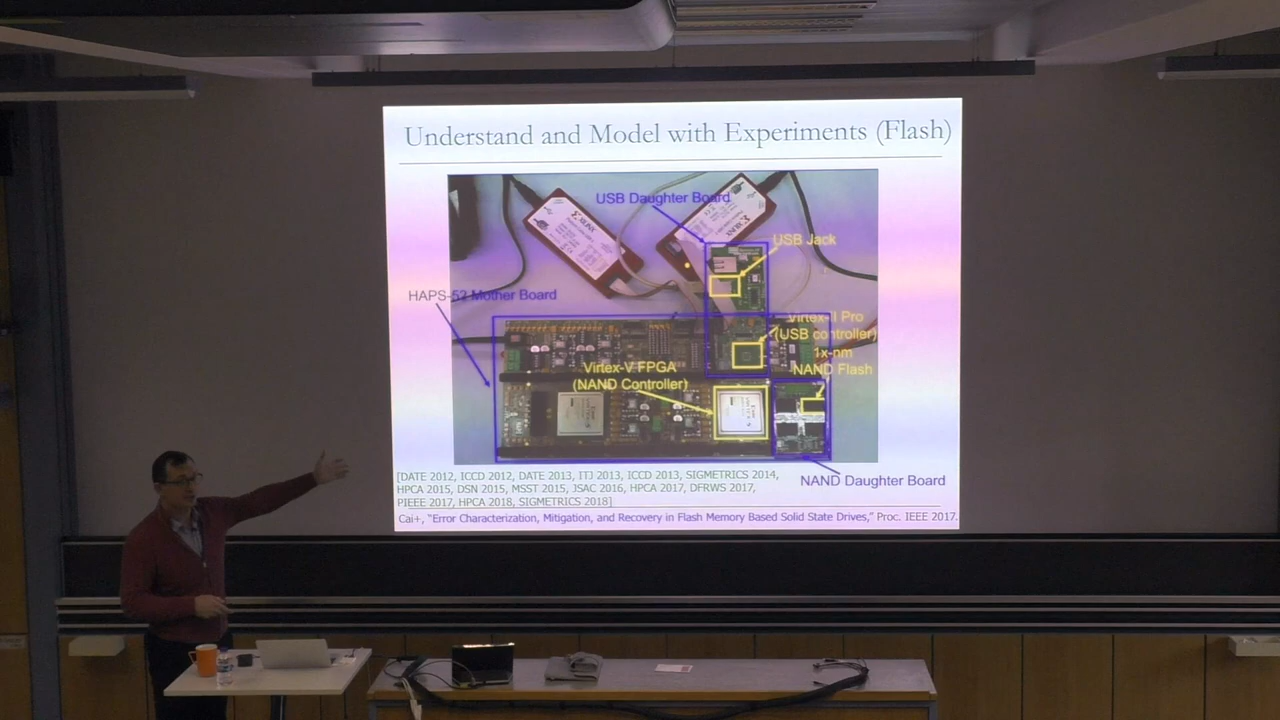 Understand and Model with Experiments (Flash)
USB Daughter Board
XILINX
USB Jack
HAPS-52 Mother Board
Virtex-II Pro
(USB controller)
1x-nm
NAND Flash
Virtex-V FPGA
(NAND Controller)
NAND Daughter Board
[DATE 2012, ICCD 2012, DATE 2013, ITJ 2013, ICCD 2013, SIGMETRICS 2014,
HPCA 2015, DSN 2015, MSST 2015, JSAC 2016, HPCA 2017, DFRWS 2017,
PIEEE 2017, HPCA 2018, SIGMETRICS 2018]
Cai+, “Error Characterization, Mitigation, and Recovery in Flash Memory Based Solid State Drives,” Proc. IEEE 2017.